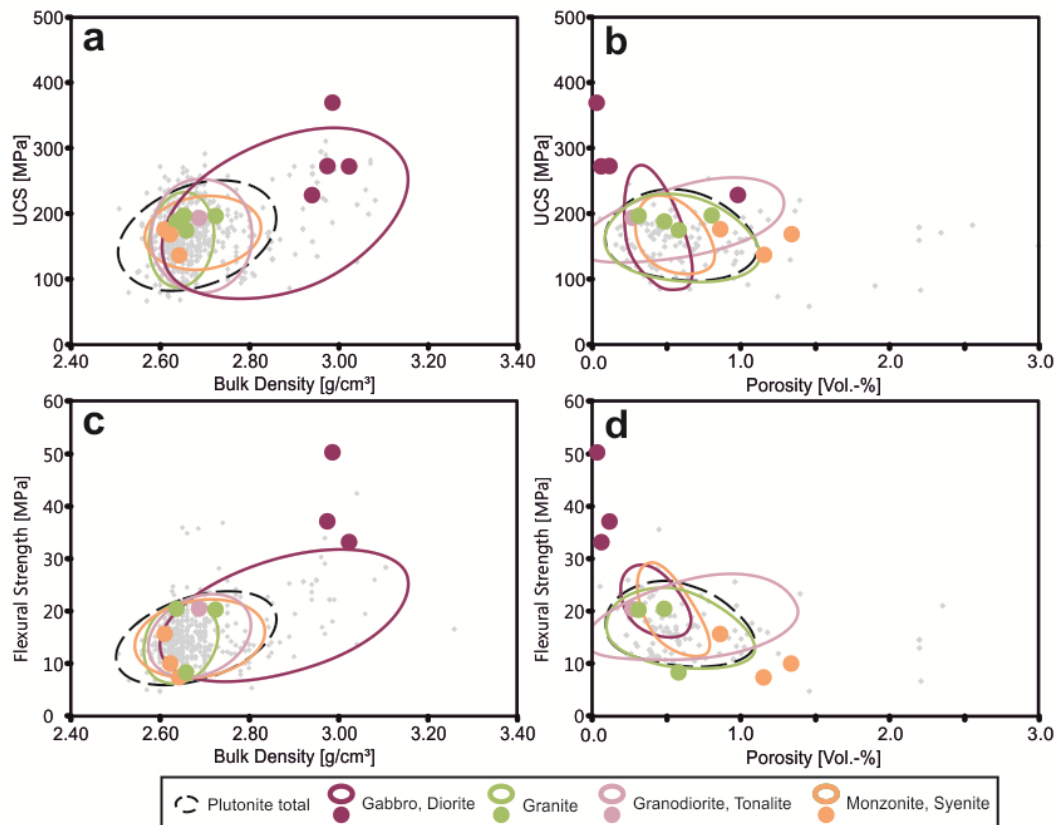 a
500
400
300
200
100
0
UCS [MPa]
2.40 2.60 2.80 3.00 3.20 3.40
Bulk Density [g/cm³]
b
500
400
300
200
100
0
UCS [MPa]
0.0 1.0 2.0 3.0
Porosity [Vol.-%]
c
60
50
40
30
20
10
0
Flexural Strength [MPa]
2.40 2.60 2.80 3.00 3.20 3.40
Bulk Density [g/cm³]
d
60
50
40
30
20
10
0
Flexural Strength [MPa]
0.0 1.0 2.0 3.0
Porosity [Vol.-%]
Plutonite total Gabbro, Diorite Granite Granodiorite, Tonalite Monzonite, Syenite